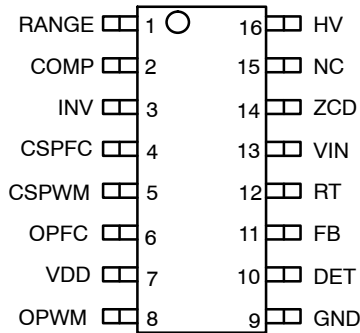 RANGE 1 16 HV
COMP 2 15 NC
INV 3 14 ZCD
CSPFC 4 13 VIN
CSPWM 5 12 RT
OPFC 6 11 FB
VDD 7 10 DET
OPWM 8 9 GND